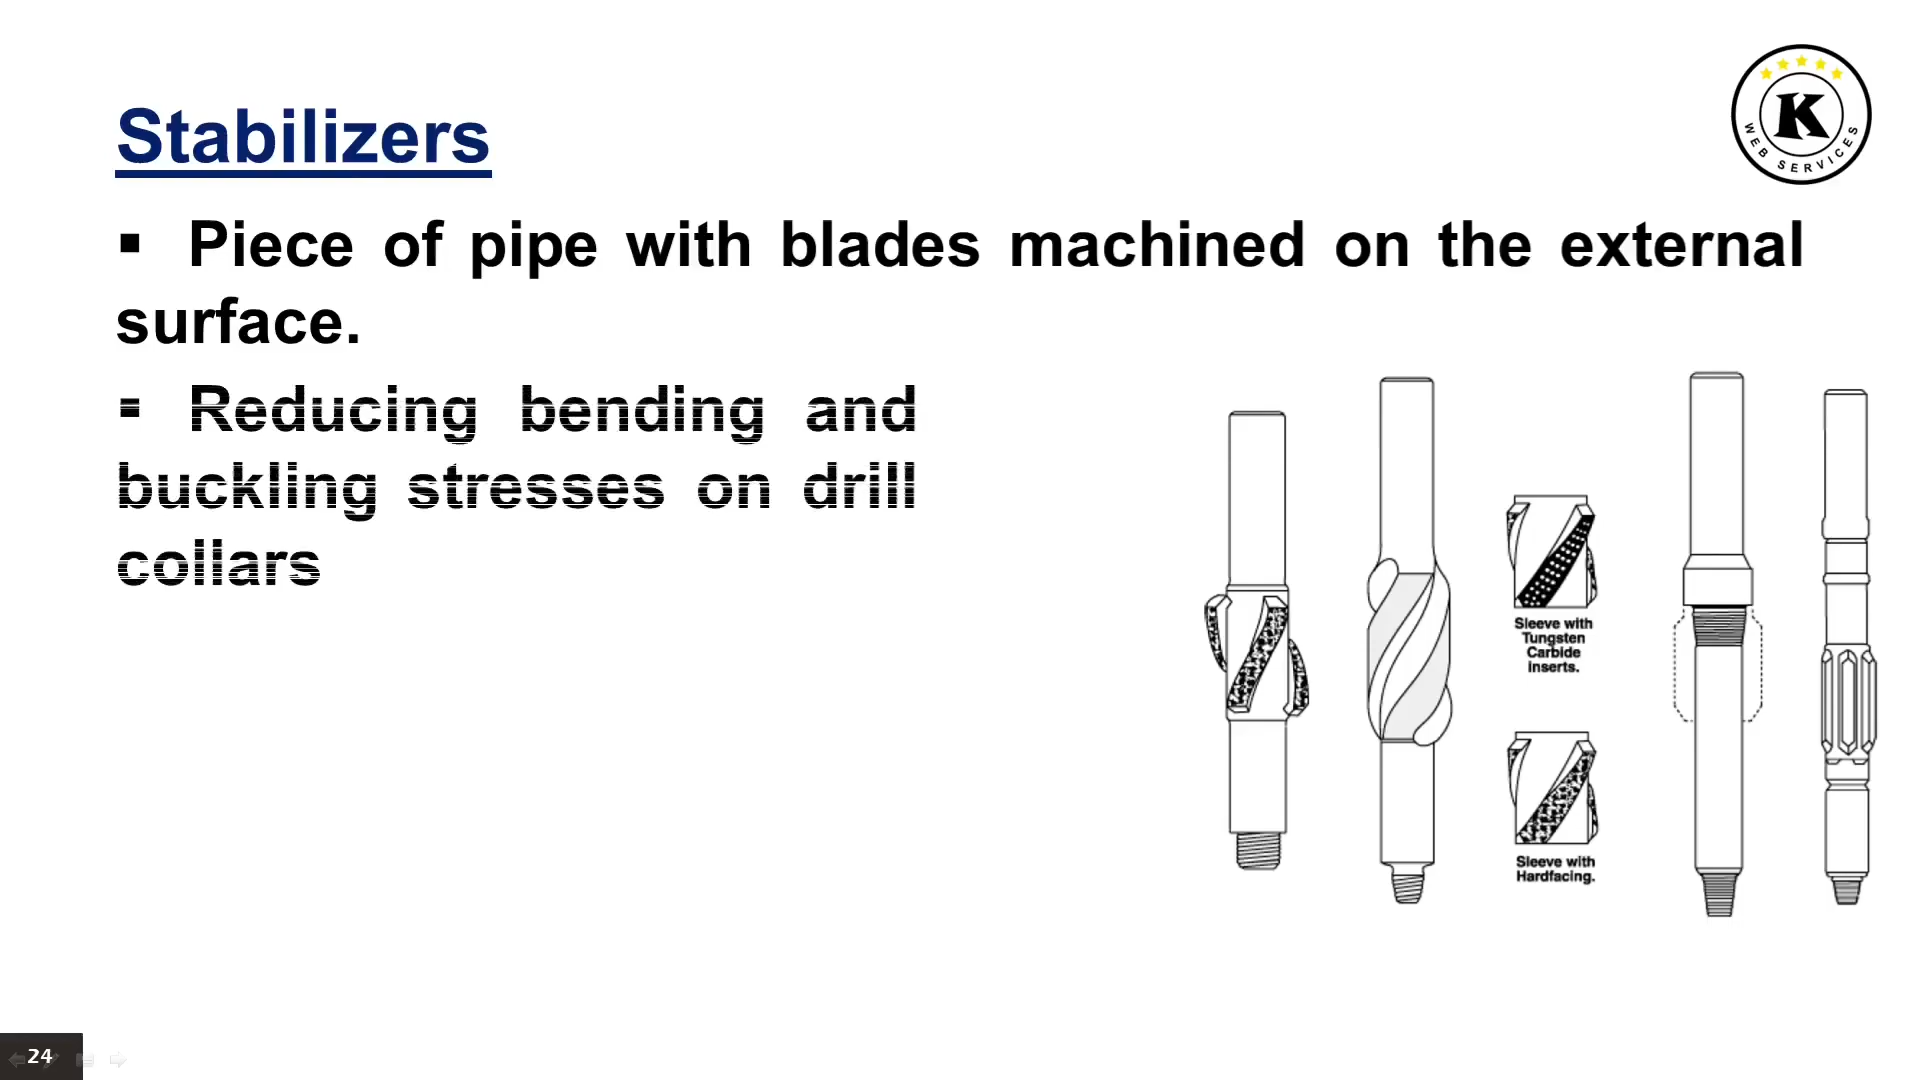 Stabilizers
K
WEB SERVICES
▪ Piece of pipe with blades machined on the external
surface.
▪ Reducing bending and
buckling stresses on drill
collars
Sleeve with
Tungsten
Carbide
inserts.
Sleeve with
Hardfacing.
24